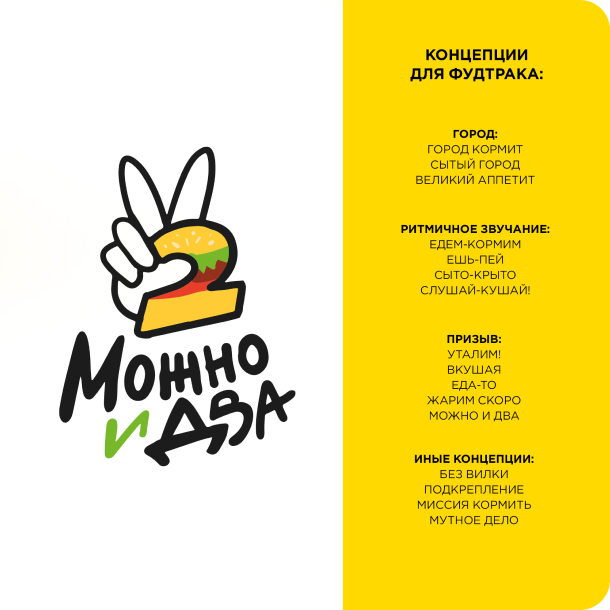 Можно
и два
КОНЦЕПЦИИ
ДЛЯ ФУДТРАКА:
ГОРОД:
ГОРОД КОРМИТ
СЫТЫЙ ГОРОД
ВЕЛИКИЙ АППЕТИТ
РИТМИЧНОЕ ЗВУЧАНИЕ:
ЕДЕМ-КОРМИМ
ЕШЬ-ПЕЙ
СЫТО-КРЫТО
СЛУШАЙ-КУШАЙ!
ПРИЗЫВ:
УТАЛИМ!
ВКУШАЯ
ЕДА-ТО
ЖАРИМ СКОРО
МОЖНО И ДВА
ИНЫЕ КОНЦЕПЦИИ:
БЕЗ ВИЛКИ
ПОДКРЕПЛЕНИЕ
МИССИЯ КОРМИТЬ
МУТНОЕ ДЕЛО